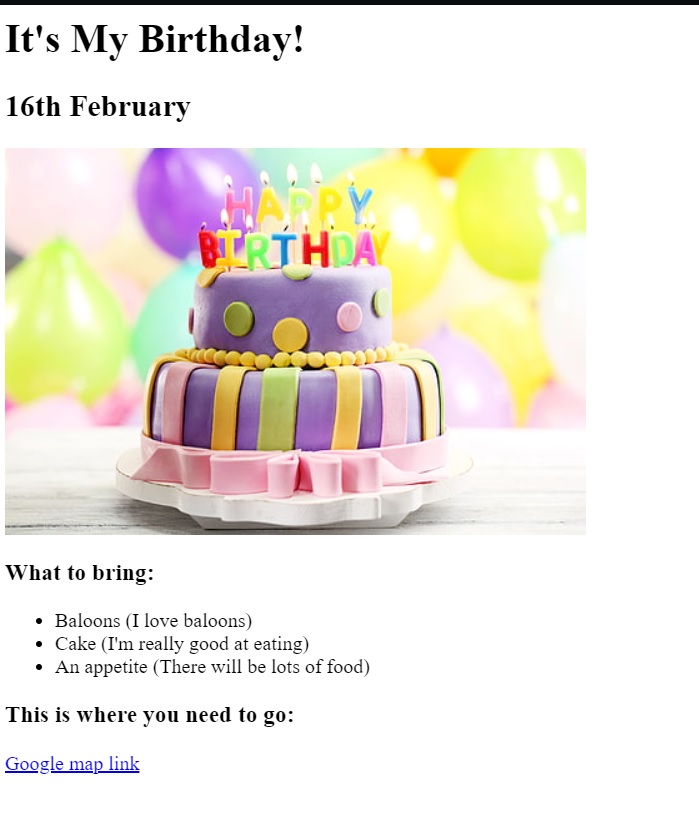 It's My Birthday!
16th February
HAPPY
BIRTHDAY
What to bring:
Baloons (I love baloons)
Cake (I'm really good at eating)
An appetite (There will be lots of food)
This is where you need to go:
Google map link